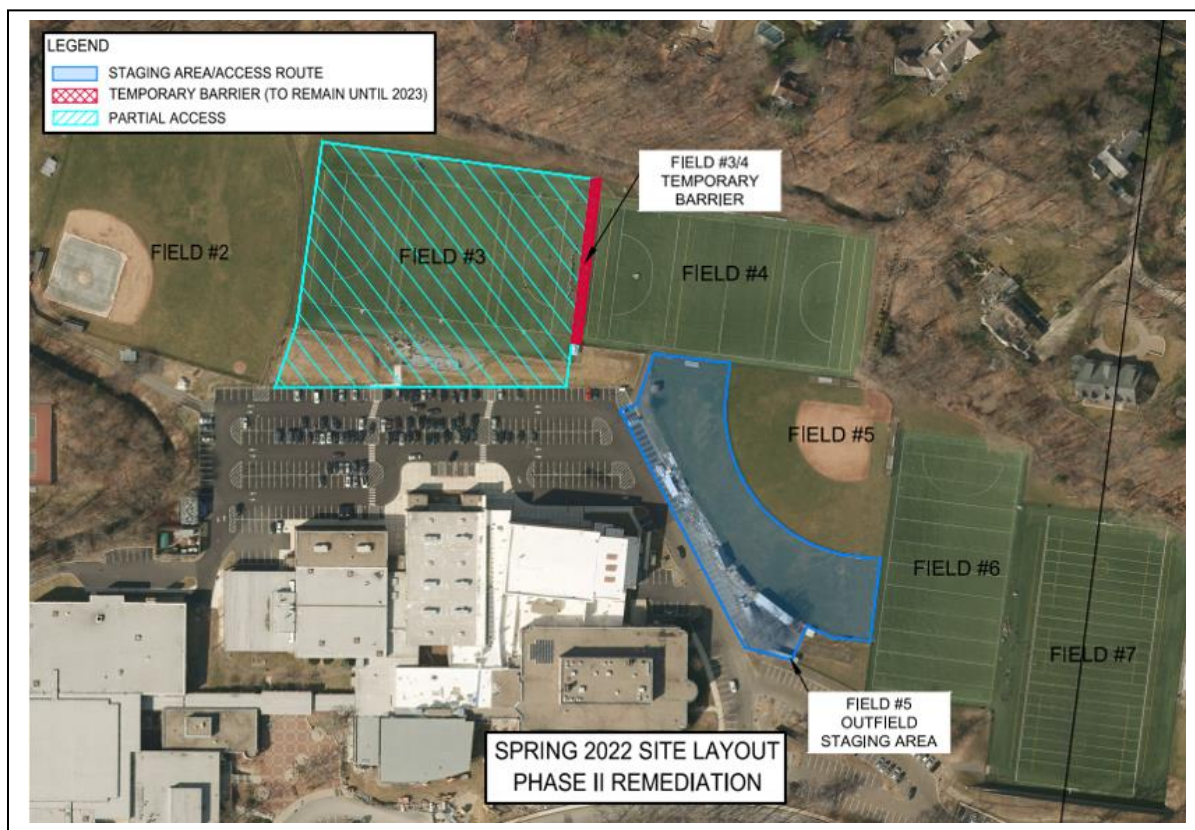 LEGEND
STAGING AREA/ACCESS ROUTE
TEMPORARY BARRIER (TO REMAIN UNTIL 2023)
PARTIAL ACCESS
FIELD #3/4
TEMPORARY
BARRIER
FIELD #2
FIELD #3
FIELD #4
FIELD #5
FIELD #6
FIELD #7
FIELD #5
OUTFIELD
STAGING AREA
SPRING 2022 SITE LAYOUT
PHASE II REMEDIATION